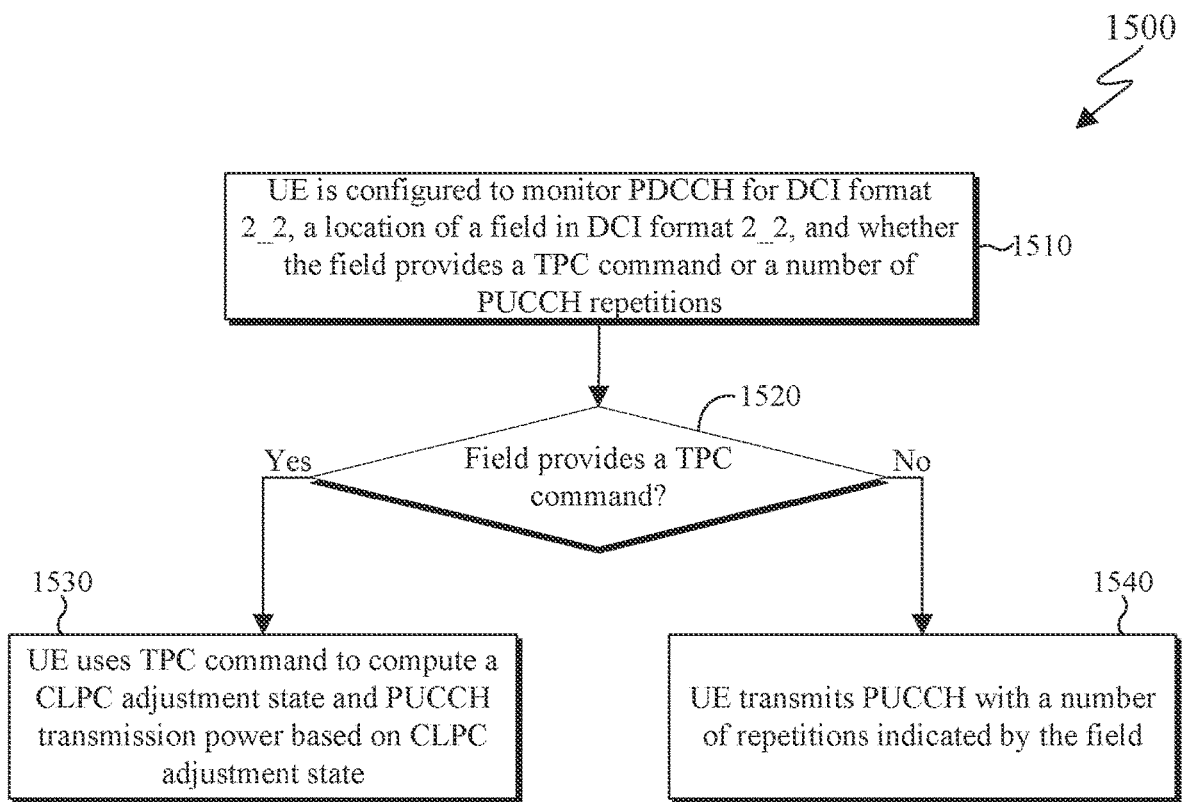 1500
UE is configured to monitor PDCCH for DCI format
2_2, a location of a field in DCI format 2_2, and whether
the field provides a TPC command or a number of
PUCCH repetitions
1510
1520
Yes
Field provides a TPC
command?
No
1530
UE uses TPC command to compute a
CLPC adjustment state and PUCCH
transmission power based on CLPC
adjustment state
1540
UE transmits PUCCH with a number
of repetitions indicated by the field